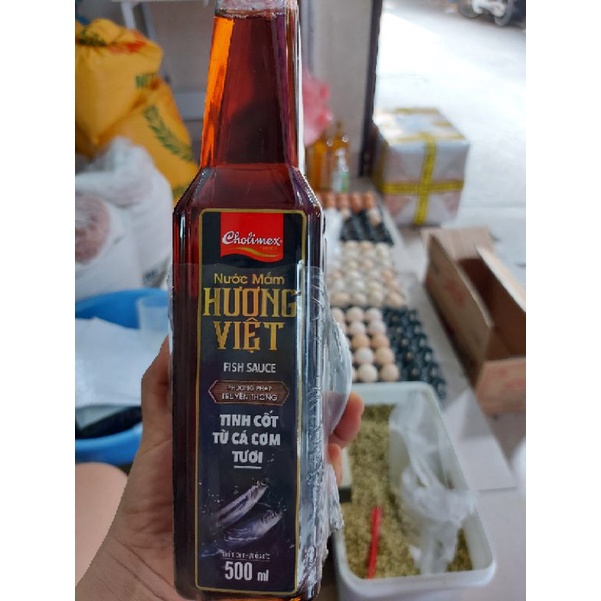 Cholimex
Nước Mắm
HƯƠNG
VIỆT
FISH SAUCE
PHƯƠNG PHÁP
TRUYỀN THỐNG
TINH CỐT
TỪ CÁ CƠM
TƯƠI
500 ml